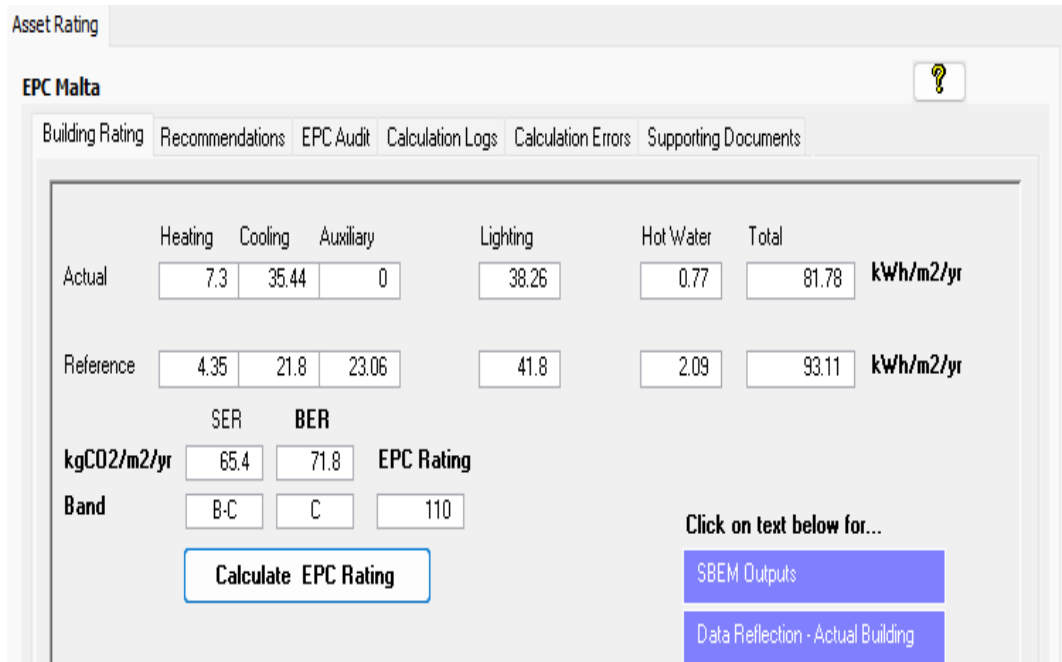 Asset Rating
EPC Malta
?
Building Rating Recommendations EPC Audit Calculation Logs Calculation Errors Supporting Documents
Heating Cooling Auxiliary Lighting Hot Water Total
Actual 7.3 35.44 0 38.26 0.77 81.78 kWh/m2/yr
Reference 4.35 21.8 23.06 41.8 2.09 93.11 kWh/m2/yr
SER BER
kgCO2/m2/yr 65.4 71.8 EPC Rating
Band B-C C 110
Click on text below for...
Calculate EPC Rating
SBEM Outputs
Data Reflection - Actual Building